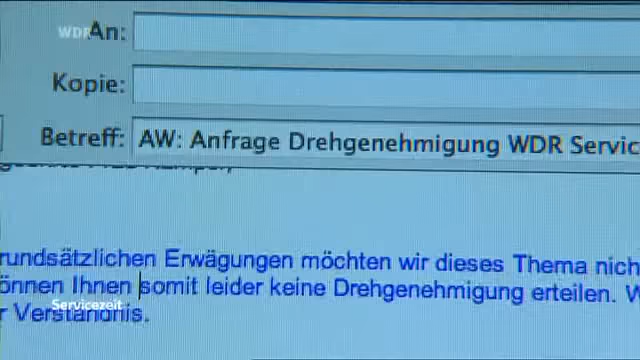 WDR
An:
Kopie:
Betreff: AW: Anfrage Drehgenehmigung WDR Servic
rundsätzlichen Erwägungen möchten wir dieses Thema nich
önnen Ihnen somit leider keine Drehgenehmigung erteilen. W
r Verständnis.
Servicezeit